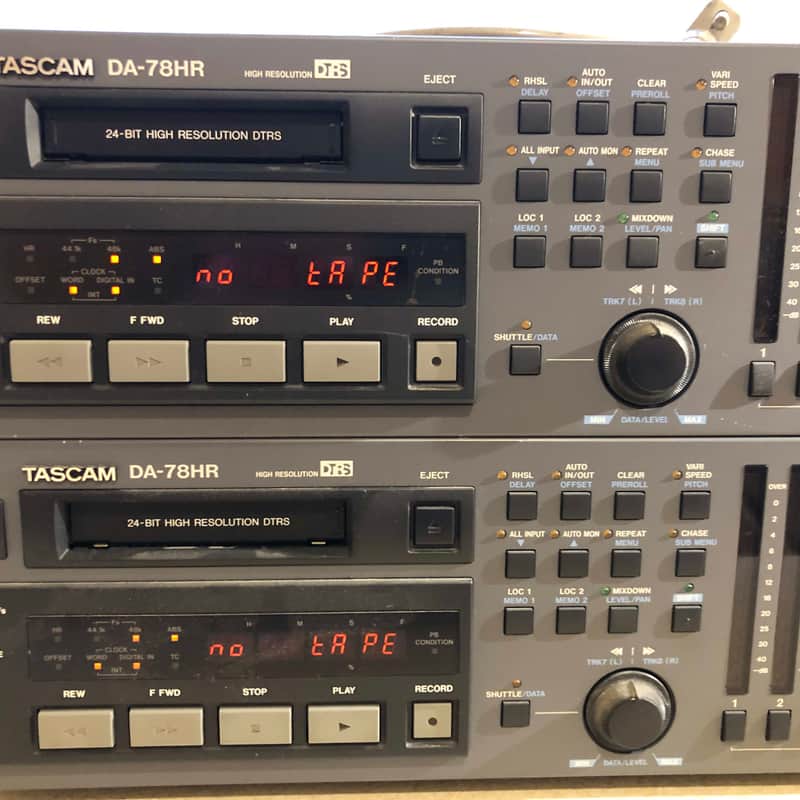 TASCAM DA-78HR
HIGH RESOLUTION DTRS
EJECT
24-BIT HIGH RESOLUTION DTRS
RHSL
DELAY
AUTO
IN/OUT
OFFSET
CLEAR
PREROLL
VARI
SPEED
PITCH
ALL INPUT
▼
AUTO MON
▲
REPEAT
MENU
CHASE
SUB MENU
LOC 1
MEMO 1
LOC 2
MEMO 2
MIXDOWN
LEVEL/PAN
SHIFT
HR
Fs
44.1k 48k
ABS
OFFSET
CLOCK
WORD DIGITAL IN
INT
TC
H M S F
no tAPE
%
PB
CONDITION
REW
F FWD
STOP
PLAY
RECORD
TRK7 (L) TRK8 (R)
SHUTTLE/DATA
MIN DATA/LEVEL MAX
1
TASCAM DA-78HR
HIGH RESOLUTION DTRS
EJECT
24-BIT HIGH RESOLUTION DTRS
RHSL
DELAY
AUTO
IN/OUT
OFFSET
CLEAR
PREROLL
VARI
SPEED
PITCH
ALL INPUT
▼
AUTO MON
▲
REPEAT
MENU
CHASE
SUB MENU
LOC 1
MEMO 1
LOC 2
MEMO 2
MIXDOWN
LEVEL/PAN
SHIFT
HR
Fs
44.1k 48k
ABS
OFFSET
CLOCK
WORD DIGITAL IN
INT
TC
H M S F
no tAPE
%
PB
CONDITION
REW
F FWD
STOP
PLAY
RECORD
TRK7 (L) TRK8 (R)
SHUTTLE/DATA
MIN DATA/LEVEL MAX
OVER
0
2
4
6
8
12
16
20
25
30
40
-dB
1 2